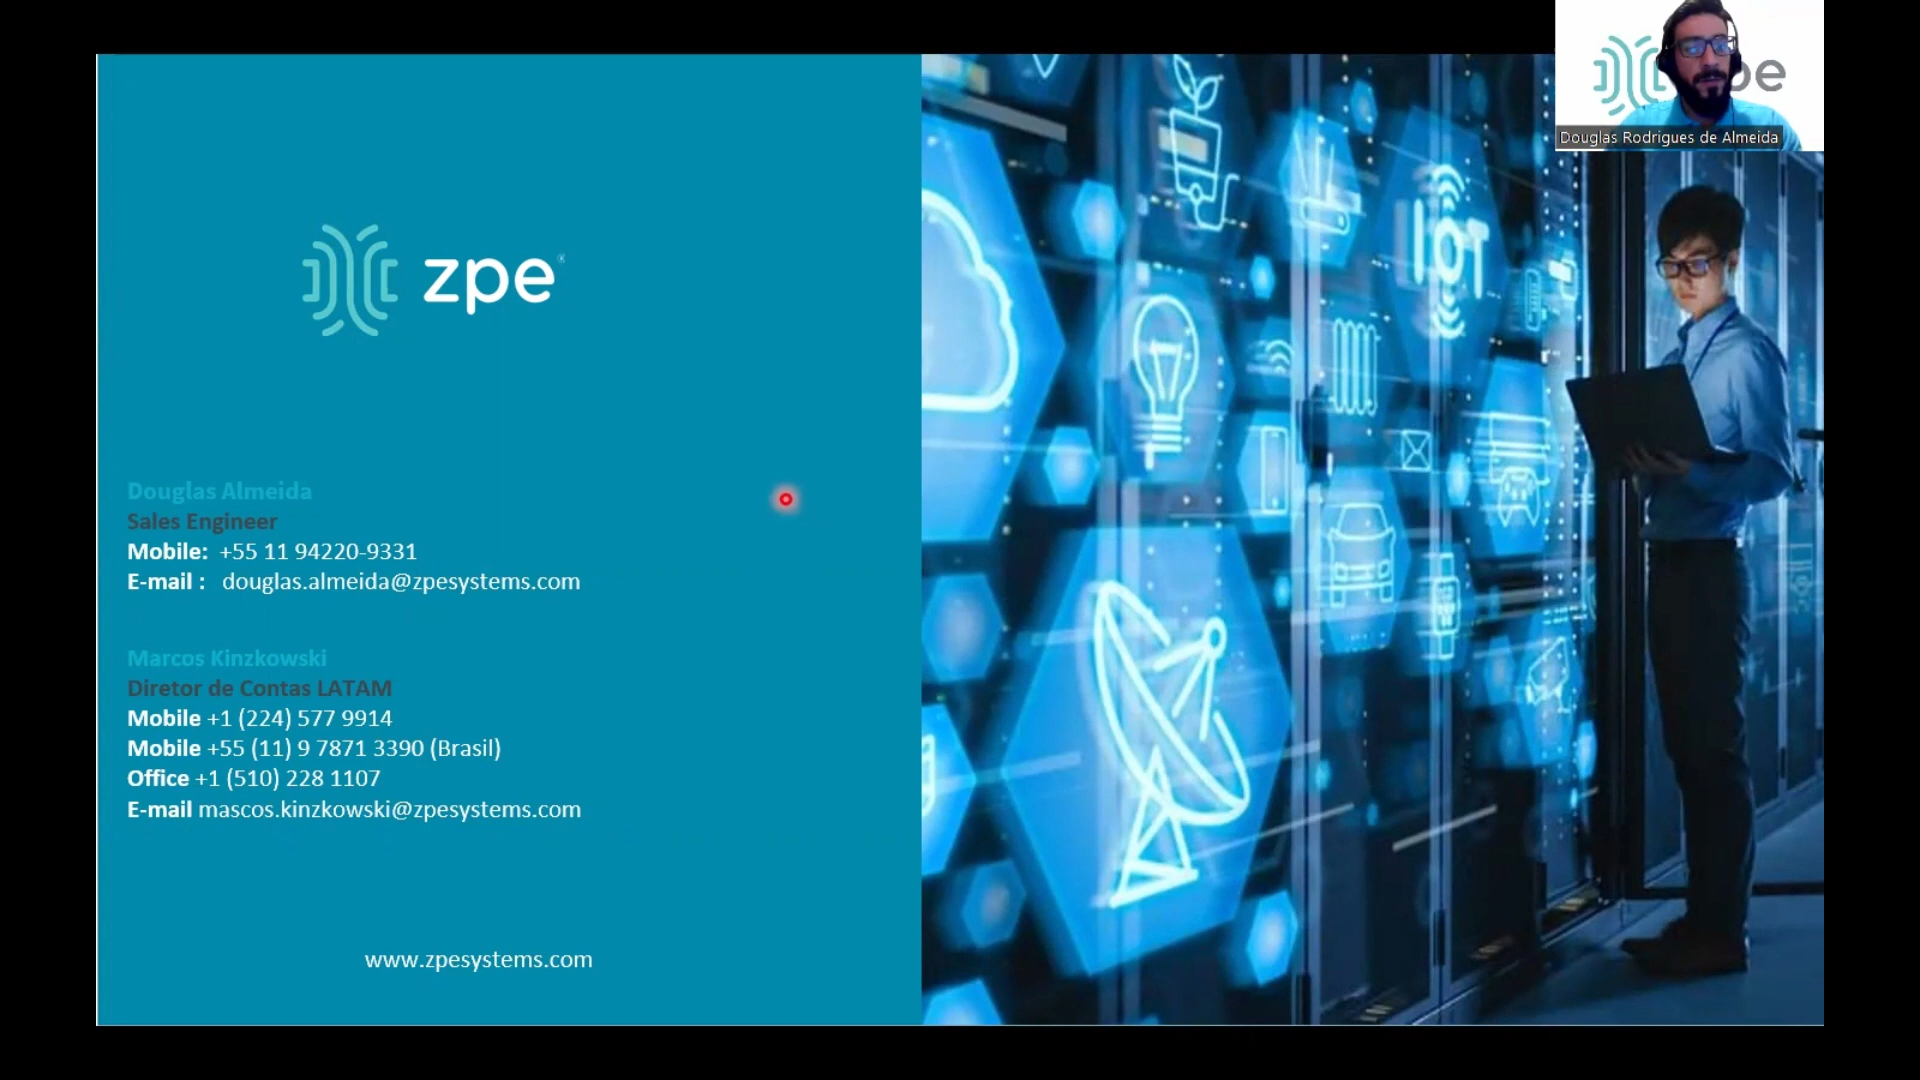 zpe
Douglas Almeida
Sales Engineer
Mobile: +55 11 94220-9331
E-mail : douglas.almeida@zpesystems.com
Marcos Kinzkowski
Diretor de Contas LATAM
Mobile +1 (224) 577 9914
Mobile +55 (11) 9 7871 3390 (Brasil)
Office +1 (510) 228 1107
E-mail mascos.kinzkowski@zpesystems.com
www.zpesystems.com
IOT
pe
Douglas Rodrigues de Almeida